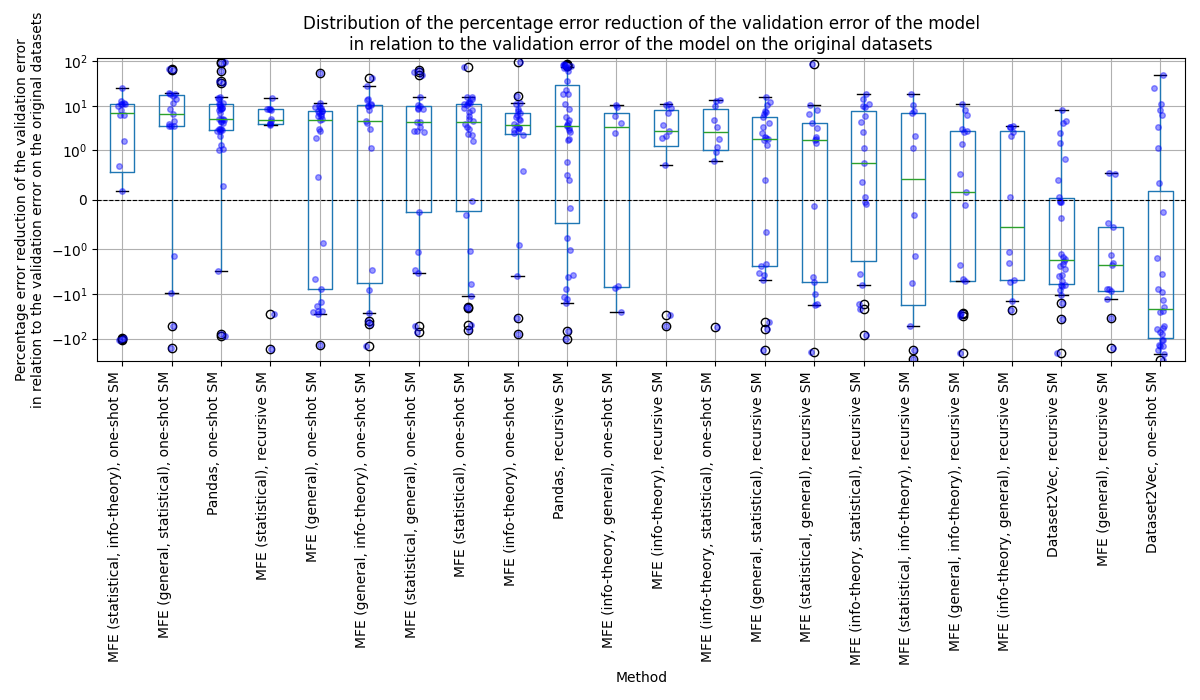 Distribution of the percentage error reduction of the validation error of the model
in relation to the validation error of the model on the original datasets
Percentage error reduction of the validation error
in relation to the validation error on the original datasets
10²
10¹
10⁰
0
−10⁰
−10¹
−10²
MFE (statistical, info-theory), one-shot SM
MFE (general, statistical), one-shot SM
Pandas, one-shot SM
MFE (statistical), recursive SM
MFE (general), one-shot SM
MFE (general, info-theory), one-shot SM
MFE (statistical, general), one-shot SM
MFE (statistical), one-shot SM
MFE (info-theory), one-shot SM
Pandas, recursive SM
MFE (info-theory, general), one-shot SM
MFE (info-theory), recursive SM
MFE (info-theory, statistical), one-shot SM
MFE (general, statistical), recursive SM
MFE (statistical, general), recursive SM
MFE (info-theory, statistical), recursive SM
MFE (statistical, info-theory), recursive SM
MFE (general, info-theory), recursive SM
MFE (info-theory, general), recursive SM
Dataset2Vec, recursive SM
MFE (general), recursive SM
Dataset2Vec, one-shot SM
Method